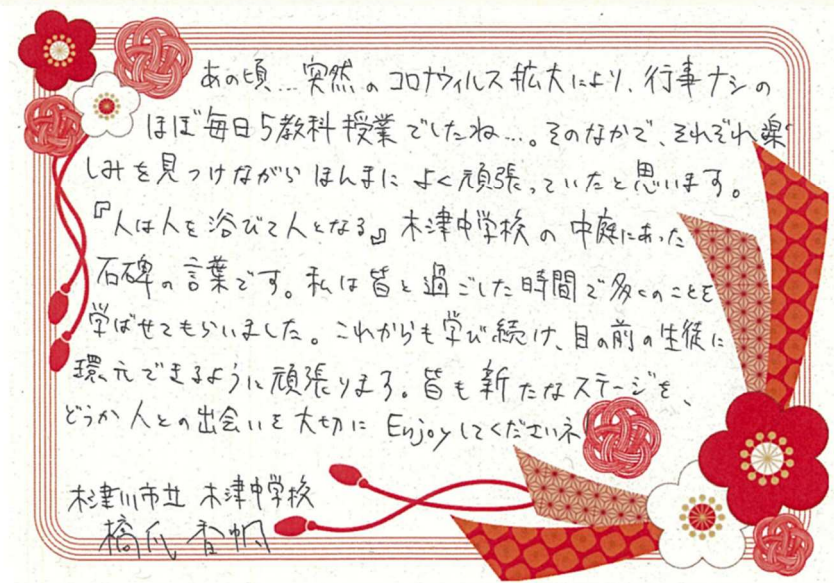 あの頃…突然のコロナウィルス拡大により、行事ナシの
ほぼ毎日5教科授業でしたね…。そのなかで、それぞれ楽
しみを見つけながらほんまによく頑張っていたと思います。
『人は人を浴びて人となる』木津中学校の中庭にあった
石碑の言葉です。私は皆と過ごした時間で多くのことを
学ばせてもらいました。これからも学び続け、目の前の生徒に
環元できるように頑張ります。皆も新たなステージを、
どうか人との出会いを大切にEnjoyしてくださいネ
木津川市立 木津中学校
橋爪香帆